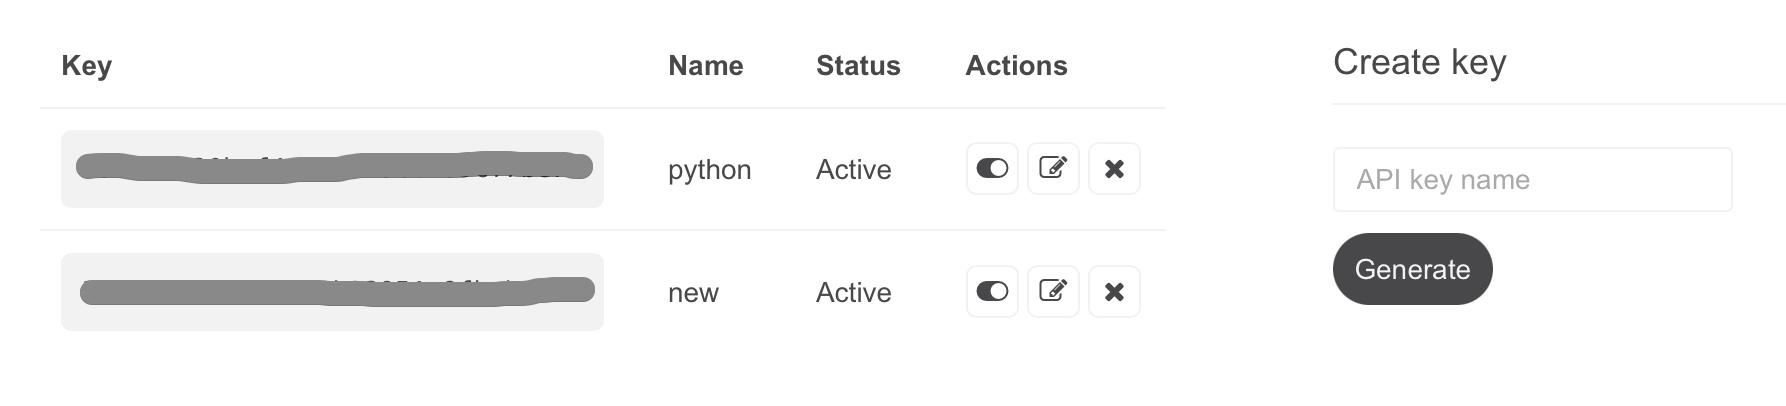 Key Name Status Actions
python Active
new Active
Create key
API key name
Generate